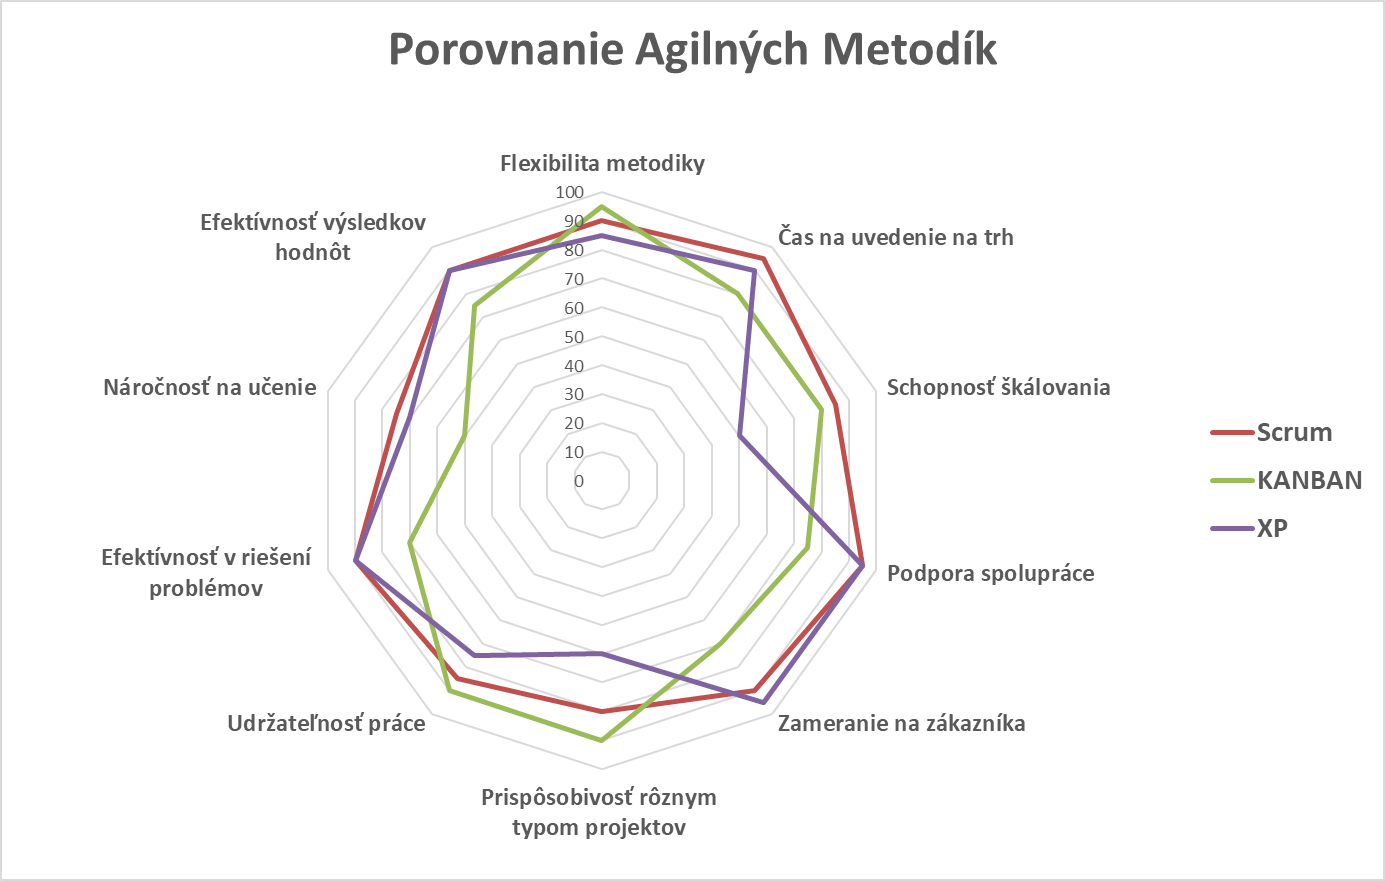 Porovnanie Agilných Metodík
Flexibilita metodiky
Čas na uvedenie na trh
Schopnosť škálovania
Podpora spolupráce
Zameranie na zákazníka
Prispôsobivosť rôznym
typom projektov
Udržateľnosť práce
Efektívnosť v riešení
problémov
Náročnosť na učenie
Efektívnosť výsledkov
hodnôt
100
90
80
70
60
50
40
30
20
10
0
Scrum
KANBAN
XP